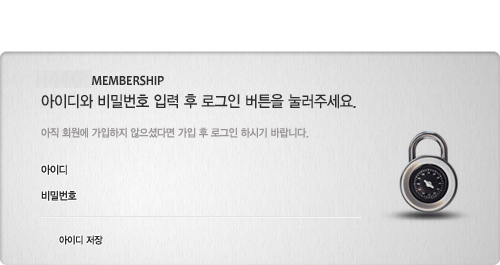 MEMBERSHIP
아이디와 비밀번호 입력 후 로그인 버튼을 눌러주세요.
아직 회원에 가입하지 않으셨다면 가입 후 로그인 하시기 바랍니다.
아이디
비밀번호
아이디 저장